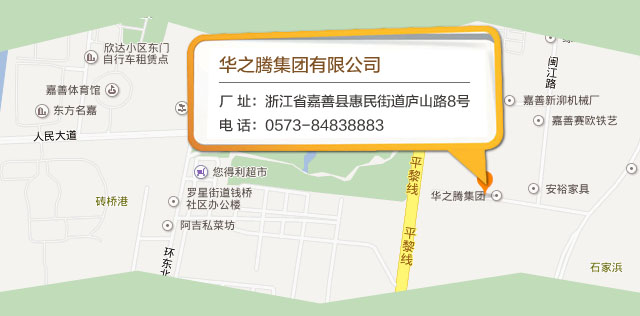 欣达小区东门
自行车租赁点
嘉善体育馆
东方名嘉
人民大道
华之腾集团有限公司
厂 址：浙江省嘉善县惠民街道庐山路8号
电 话：0573-84838883
闽江路
嘉善新泖机械厂
嘉善赛欧铁艺
您得利超市
平黎线
砖桥港
罗星街道钱桥
社区办公楼
华之腾集团
安裕家具
阿吉私菜坊
平黎线
环东北
石家浜